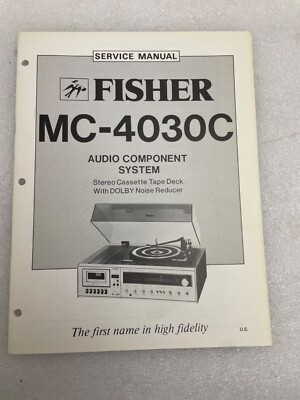 SERVICE MANUAL
FISHER
MC-4030C
AUDIO COMPONENT
SYSTEM
Stereo Cassette Tape Deck
With DOLBY Noise Reducer
The first name in high fidelity
U.S.